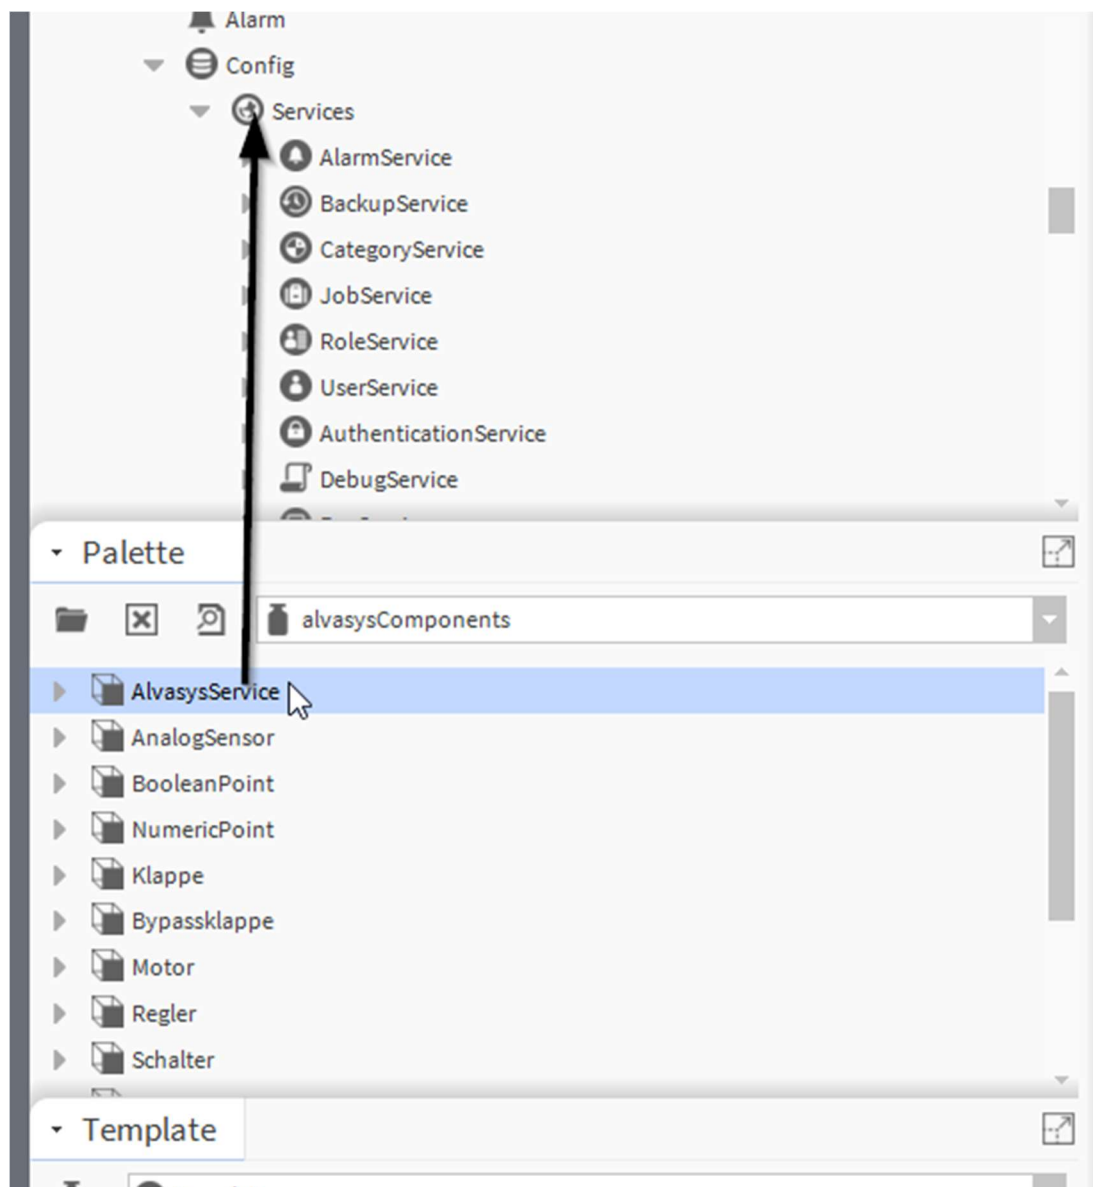 Alarm
Config
Services
AlarmService
BackupService
CategoryService
JobService
RoleService
UserService
AuthenticationService
DebugService
Palette
alvasysComponents
AlvasysService
AnalogSensor
BooleanPoint
NumericPoint
Klappe
Bypassklappe
Motor
Regler
Schalter
Template